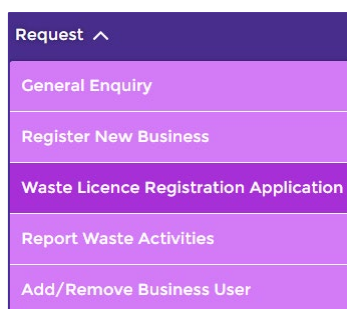 Request
General Enquiry
Register New Business
Waste Licence Registration Application
Report Waste Activities
Add/Remove Business User